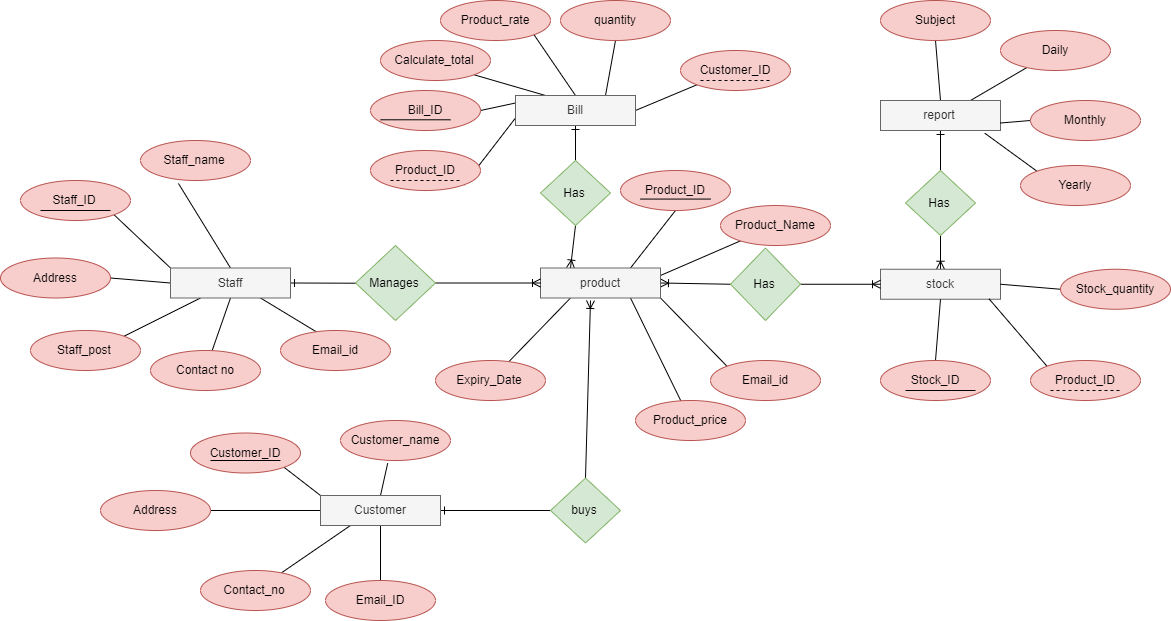 Product_rate
quantity
Subject
Calculate_total
Customer_ID
Daily
Bill_ID
Bill
report
Monthly
Product_ID
Staff_name
Yearly
Staff_ID
Has
Product_ID
Has
Product_Name
Address
Staff
Manages
product
Has
stock
Stock_quantity
Staff_post
Contact no
Email_id
Expiry_Date
Email_id
Stock_ID
Product_ID
Product_price
Customer_ID
Customer_name
Address
Customer
buys
Contact_no
Email_ID